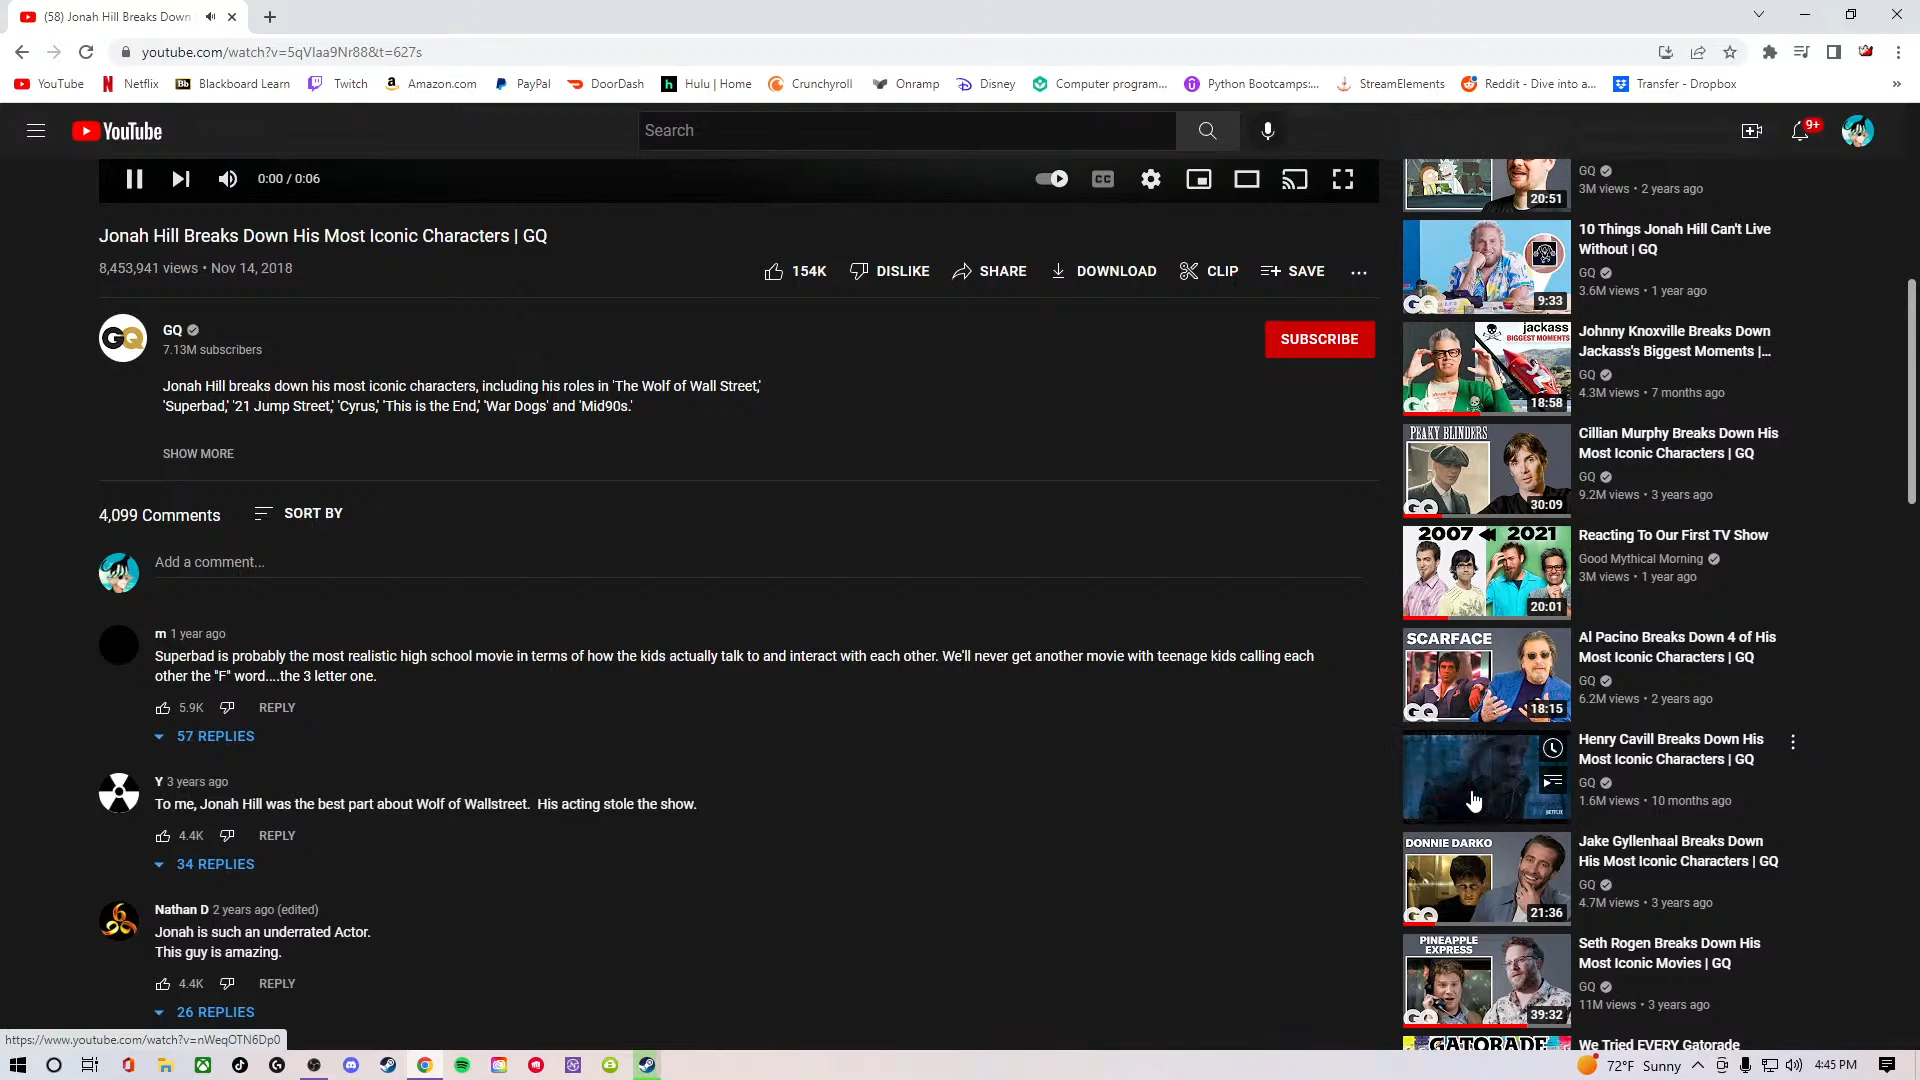 (58) Jonah Hill Breaks Down
youtube.com/watch?v=5qVIaa9Nr88&t=627s
YouTube Netflix Blackboard Learn Twitch Amazon.com PayPal DoorDash Hulu | Home Crunchyroll Onramp Disney Computer program... Python Bootcamps:... StreamElements Reddit - Dive into a... Transfer - Dropbox »
YouTube
Search
9+
0:00 / 0:06
CC
Jonah Hill Breaks Down His Most Iconic Characters | GQ
8,453,941 views • Nov 14, 2018
154K DISLIKE SHARE DOWNLOAD CLIP SAVE ...
GQ
GQ
7.13M subscribers
SUBSCRIBE
Jonah Hill breaks down his most iconic characters, including his roles in 'The Wolf of Wall Street,'
'Superbad,' '21 Jump Street,' 'Cyrus,' 'This is the End,' 'War Dogs' and 'Mid90s.'
SHOW MORE
4,099 Comments SORT BY
Add a comment...
m 1 year ago
Superbad is probably the most realistic high school movie in terms of how the kids actually talk to and interact with each other. We'll never get another movie with teenage kids calling each
other the "F" word....the 3 letter one.
5.9K REPLY
57 REPLIES
Y 3 years ago
To me, Jonah Hill was the best part about Wolf of Wallstreet. His acting stole the show.
4.4K REPLY
34 REPLIES
Nathan D 2 years ago (edited)
Jonah is such an underrated Actor.
This guy is amazing.
4.4K REPLY
26 REPLIES
GQ
3M views • 2 years ago
20:51
10 Things Jonah Hill Can't Live
Without | GQ
GQ
3.6M views • 1 year ago
GQ
9:33
jackass
BIGGEST MOMENTS
Johnny Knoxville Breaks Down
Jackass's Biggest Moments |...
GQ
4.3M views • 7 months ago
GQ
18:58
PEAKY BLINDERS
Cillian Murphy Breaks Down His
Most Iconic Characters | GQ
GQ
9.2M views • 3 years ago
GQ
30:09
2007 2021
Reacting To Our First TV Show
Good Mythical Morning
3M views • 1 year ago
20:01
SCARFACE
Al Pacino Breaks Down 4 of His
Most Iconic Characters | GQ
GQ
6.2M views • 2 years ago
GQ
18:15
Henry Cavill Breaks Down His
Most Iconic Characters | GQ
GQ
1.6M views • 10 months ago
NETFLIX
DONNIE DARKO
Jake Gyllenhaal Breaks Down
His Most Iconic Characters | GQ
GQ
4.7M views • 3 years ago
GQ
21:36
PINEAPPLE
EXPRESS
Seth Rogen Breaks Down His
Most Iconic Movies | GQ
GQ
11M views • 3 years ago
GQ
39:32
GATORADE
We Tried EVERY Gatorade
https://www.youtube.com/watch?v=nWeqOTN6Dp0
72°F Sunny 4:45 PM